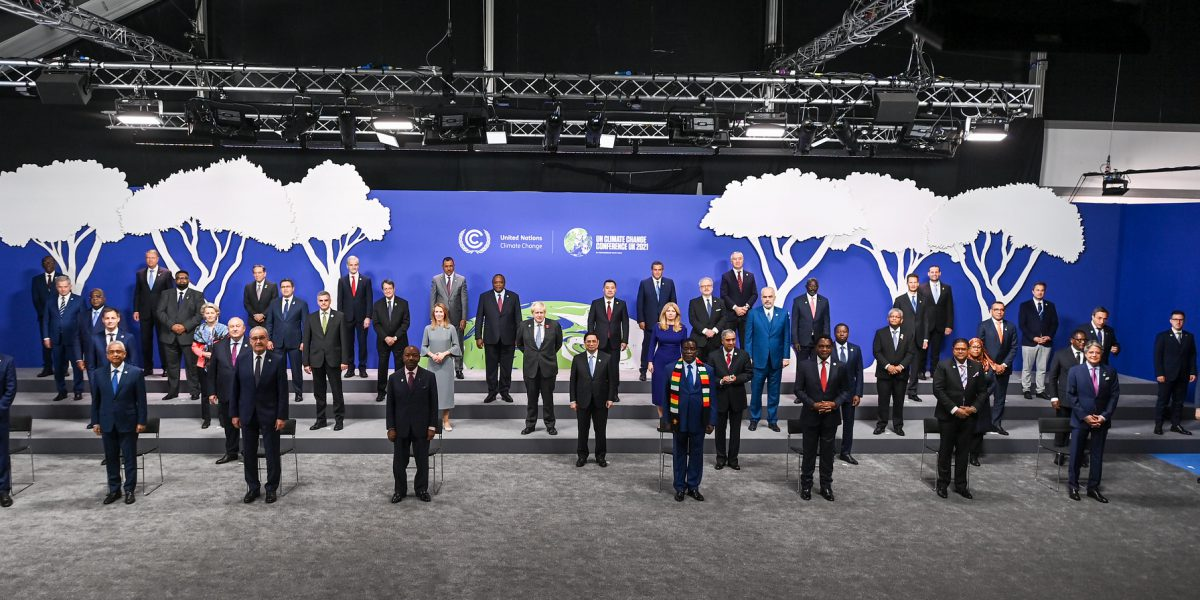 United Nations
Climate Change
UN CLIMATE CHANGE
CONFERENCE UK 2021